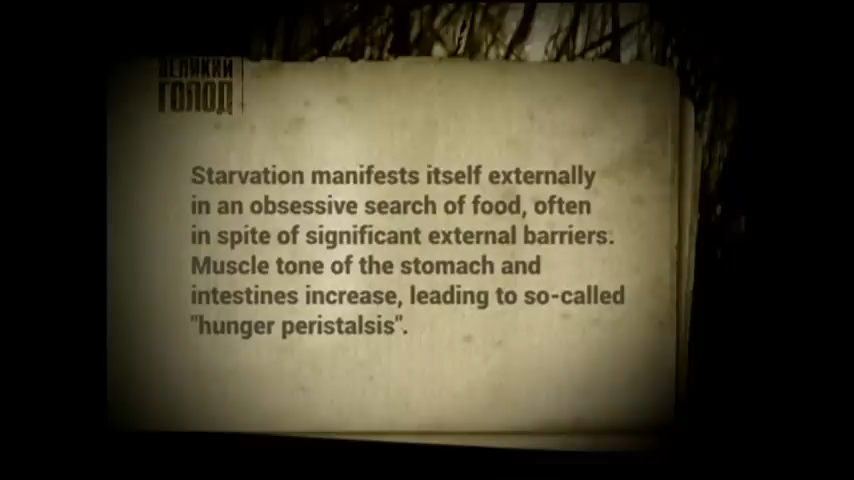 ВЕЛИКИЙ
ГОЛОД
Starvation manifests itself externally
in an obsessive search of food, often
in spite of significant external barriers.
Muscle tone of the stomach and
intestines increase, leading to so-called
"hunger peristalsis".